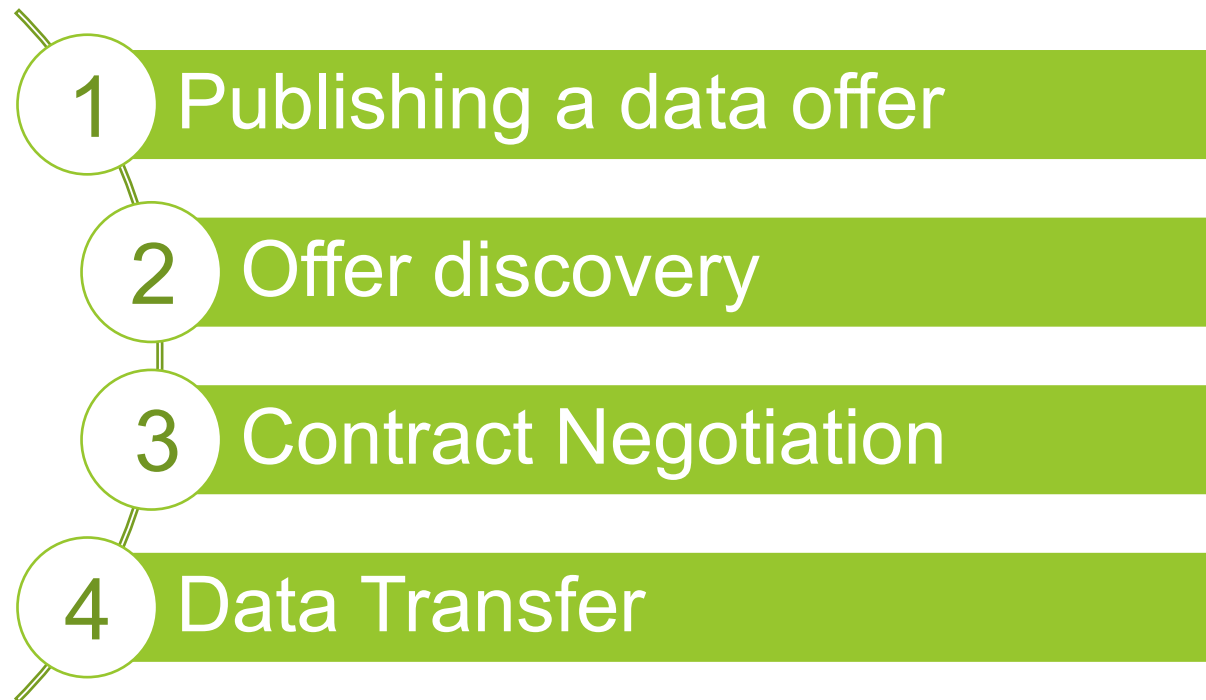 1 Publishing a data offer
2 Offer discovery
3 Contract Negotiation
4 Data Transfer